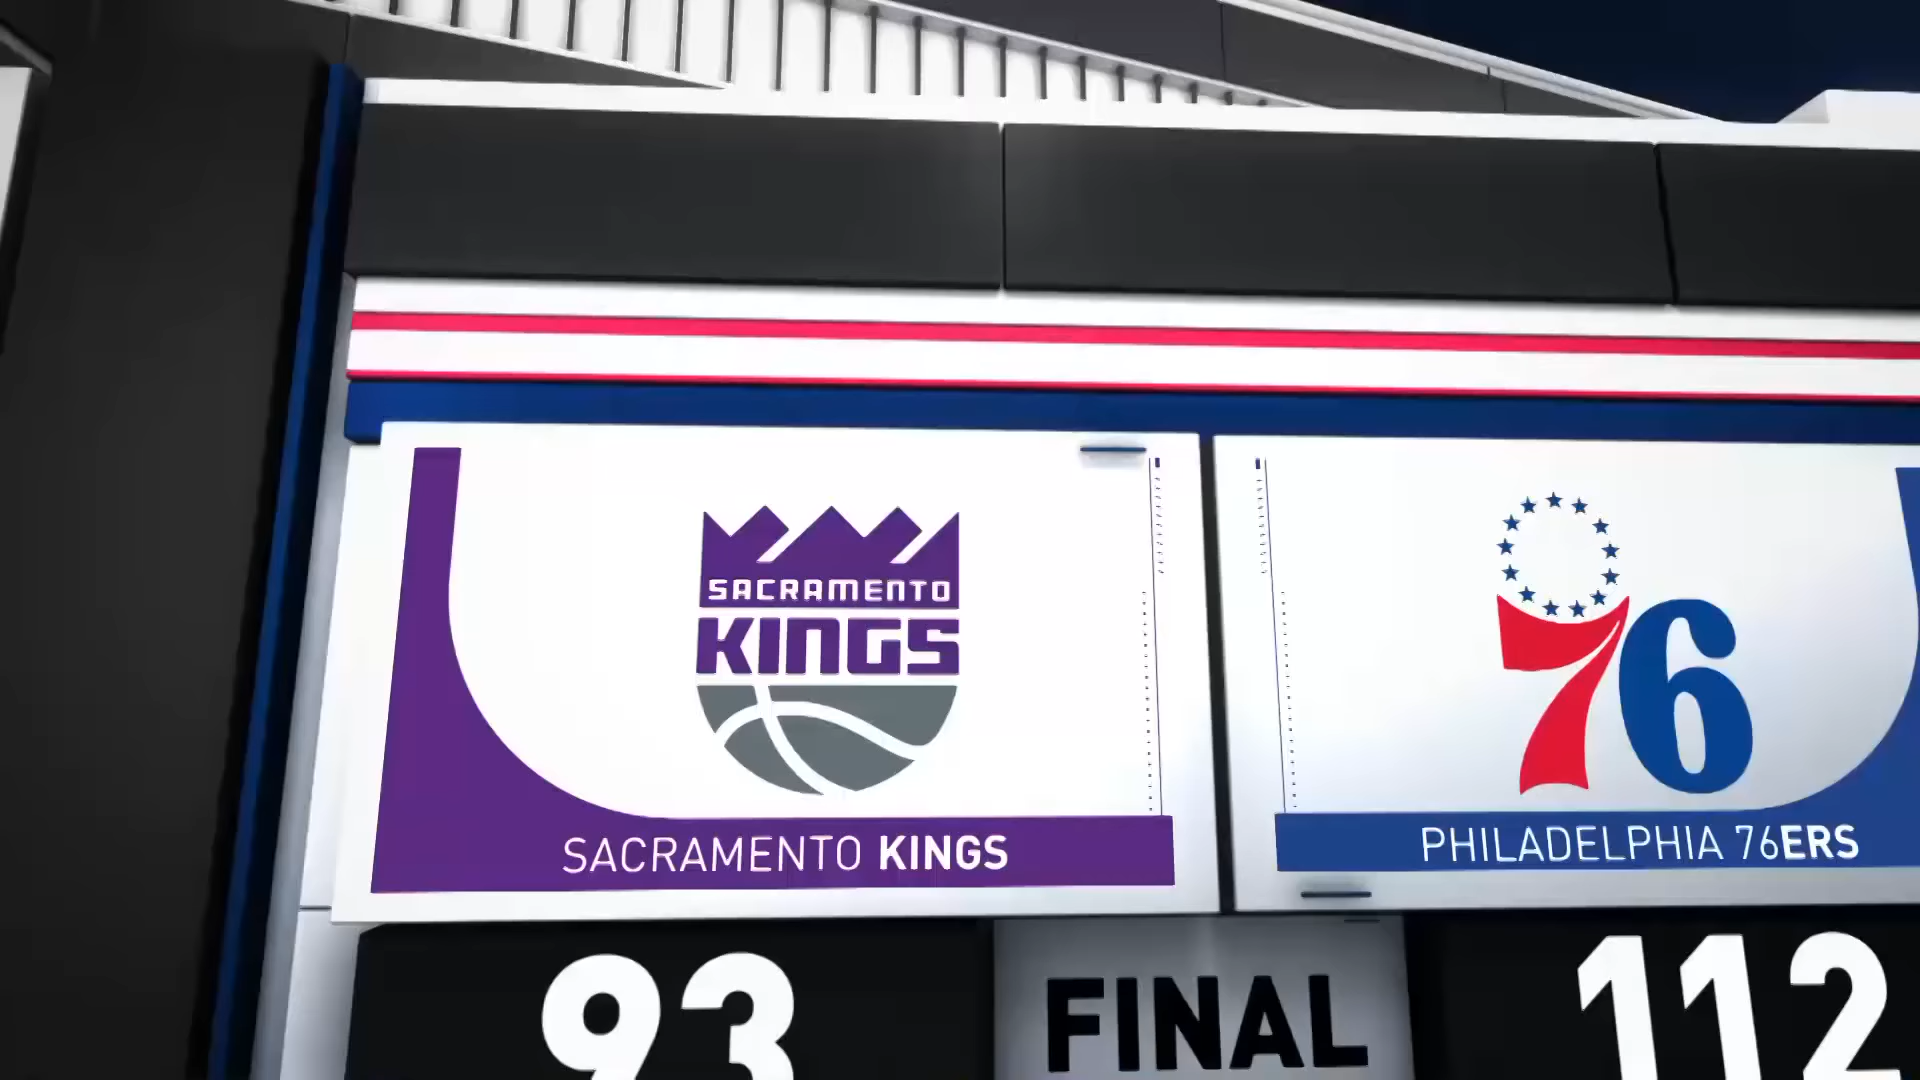 SACRAMENTO
KINGS
76
SACRAMENTO KINGS
PHILADELPHIA 76ERS
93
FINAL
112